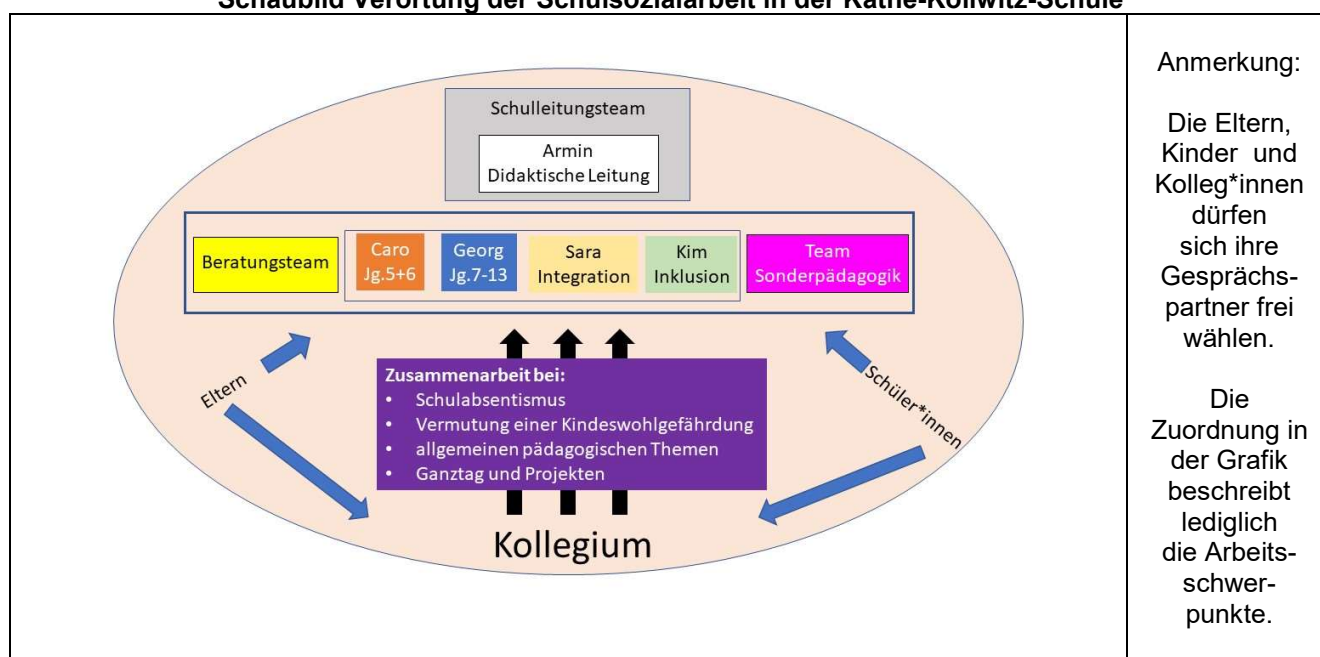 Schaubild Verortung der Schulsozialarbeit in der Käthe-Kollwitz-Schule
Schulleitungsteam
Armin
Didaktische Leitung
Beratungsteam
Caro
Jg.5+6
Georg
Jg.7-13
Sara
Integration
Kim
Inklusion
Team
Sonderpädagogik
Eltern
Schüler*innen
Zusammenarbeit bei:
• Schulabsentismus
• Vermutung einer Kindeswohlgefährdung
• allgemeinen pädagogischen Themen
• Ganztag und Projekten
Kollegium
Anmerkung:
Die Eltern,
Kinder und
Kolleg*innen
dürfen
sich ihre
Gesprächs-
partner frei
wählen.
Die
Zuordnung in
der Grafik
beschreibt
lediglich
die Arbeits-
schwer-
punkte.